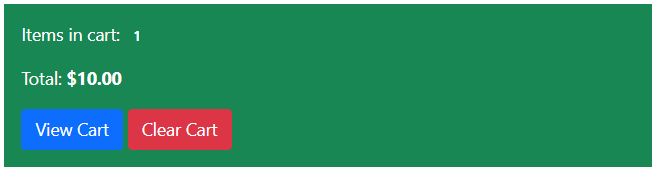 Items in cart: 1
Total: $10.00
View Cart Clear Cart